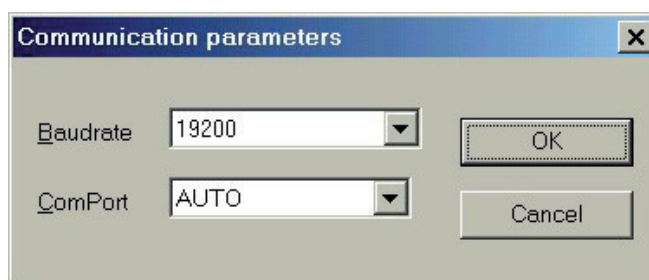 Communication parameters
Baudrate 19200
OK
ComPort AUTO
Cancel